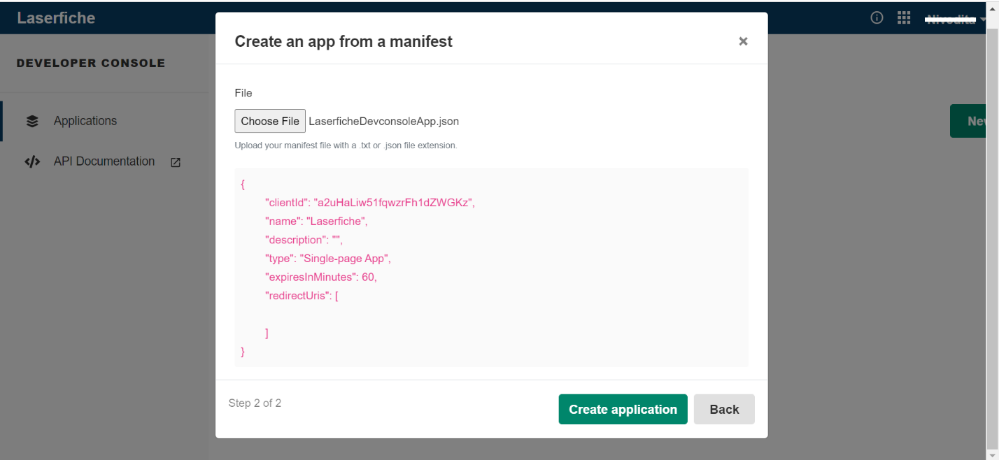 Laserfiche
DEVELOPER CONSOLE
Applications
API Documentation
Create an app from a manifest
×
File
Choose File LaserficheDevconsoleApp.json
Upload your manifest file with a .txt or .json file extension.
{
"clientId": "a2uHaLiw51fqwzrFh1dZWGKz",
"name": "Laserfiche",
"description": "",
"type": "Single-page App",
"expiresInMinutes": 60,
"redirectUris": [
]
}
Step 2 of 2
Create application
Back